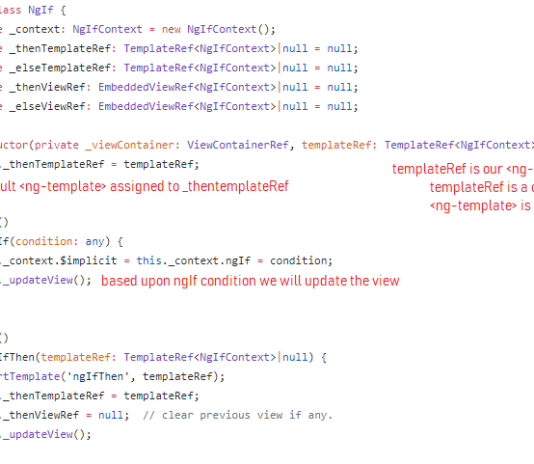 lass NgIf {
e _context: NgIfContext = new NgIfContext();
e _thenTemplateRef: TemplateRef<NgIfContext>|null = null;
e _elseTemplateRef: TemplateRef<NgIfContext>|null = null;
e _thenViewRef: EmbeddedViewRef<NgIfContext>|null = null;
e _elseViewRef: EmbeddedViewRef<NgIfContext>|null = null;
uctor(private _viewContainer: ViewContainerRef, templateRef: TemplateRef<NgIfContext>
._thenTemplateRef = templateRef;
templateRef is our <ng-
ult <ng-template> assigned to _thentemplateRef
templateRef is a
<ng-template> is
()
If(condition: any) {
._context.$implicit = this._context.ngIf = condition;
._updateView(); based upon ngIf condition we will update the view
()
IfThen(templateRef: TemplateRef<NgIfContext>|null) {
rtTemplate('ngIfThen', templateRef);
._thenTemplateRef = templateRef;
._thenViewRef = null; // clear previous view if any.
._updateView();